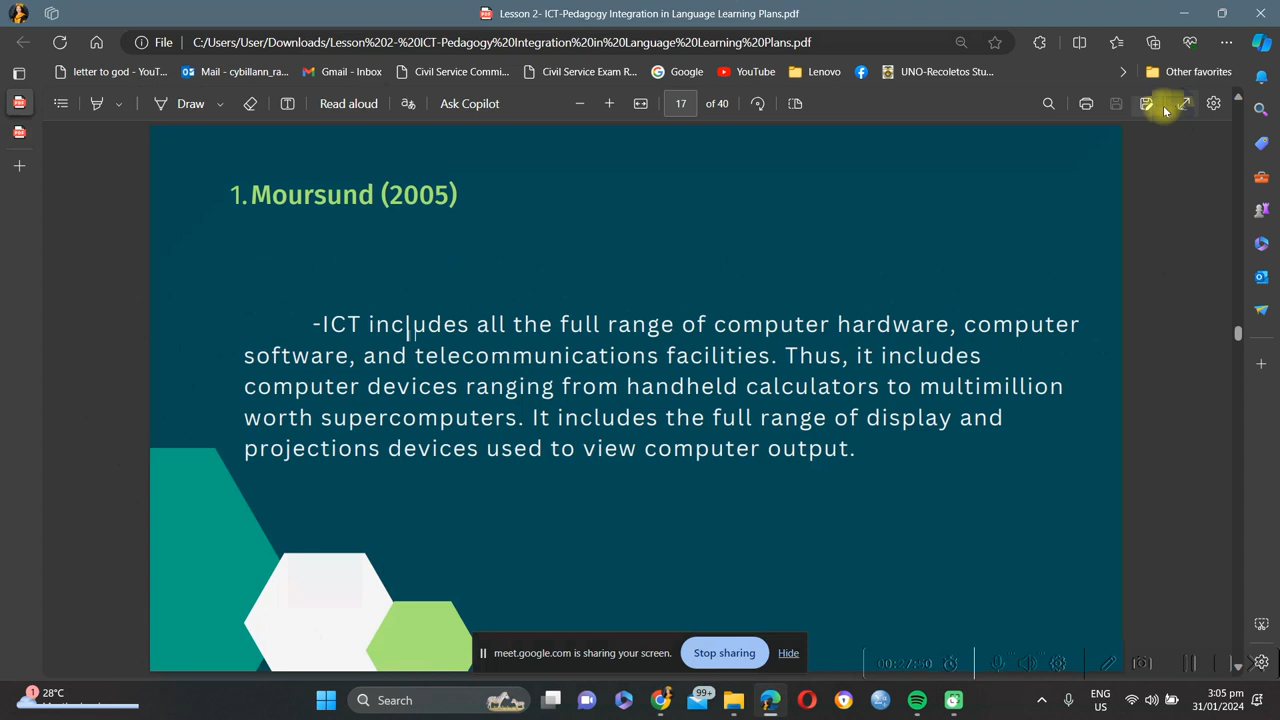 Lesson 2- ICT-Pedagogy Integration in Language Learning Plans.pdf
File C:/Users/User/Downloads/Lesson%202-%20ICT-Pedagogy%20Integration%20in%20Language%20Learning%20Plans.pdf
letter to god - YouT... Mail - cybillann_ra... Gmail - Inbox Civil Service Commi... Civil Service Exam R... Google YouTube Lenovo UNO-Recoletos Stu... Other favorites
Draw Read aloud Ask Copilot 17 of 40
1. Moursund (2005)
-ICT includes all the full range of computer hardware, computer
software, and telecommunications facilities. Thus, it includes
computer devices ranging from handheld calculators to multimillion
worth supercomputers. It includes the full range of display and
projections devices used to view computer output.
meet.google.com is sharing your screen. Stop sharing Hide
00:27:50
1 28°C
Search
99+
ENG
US
3:05 pm
31/01/2024